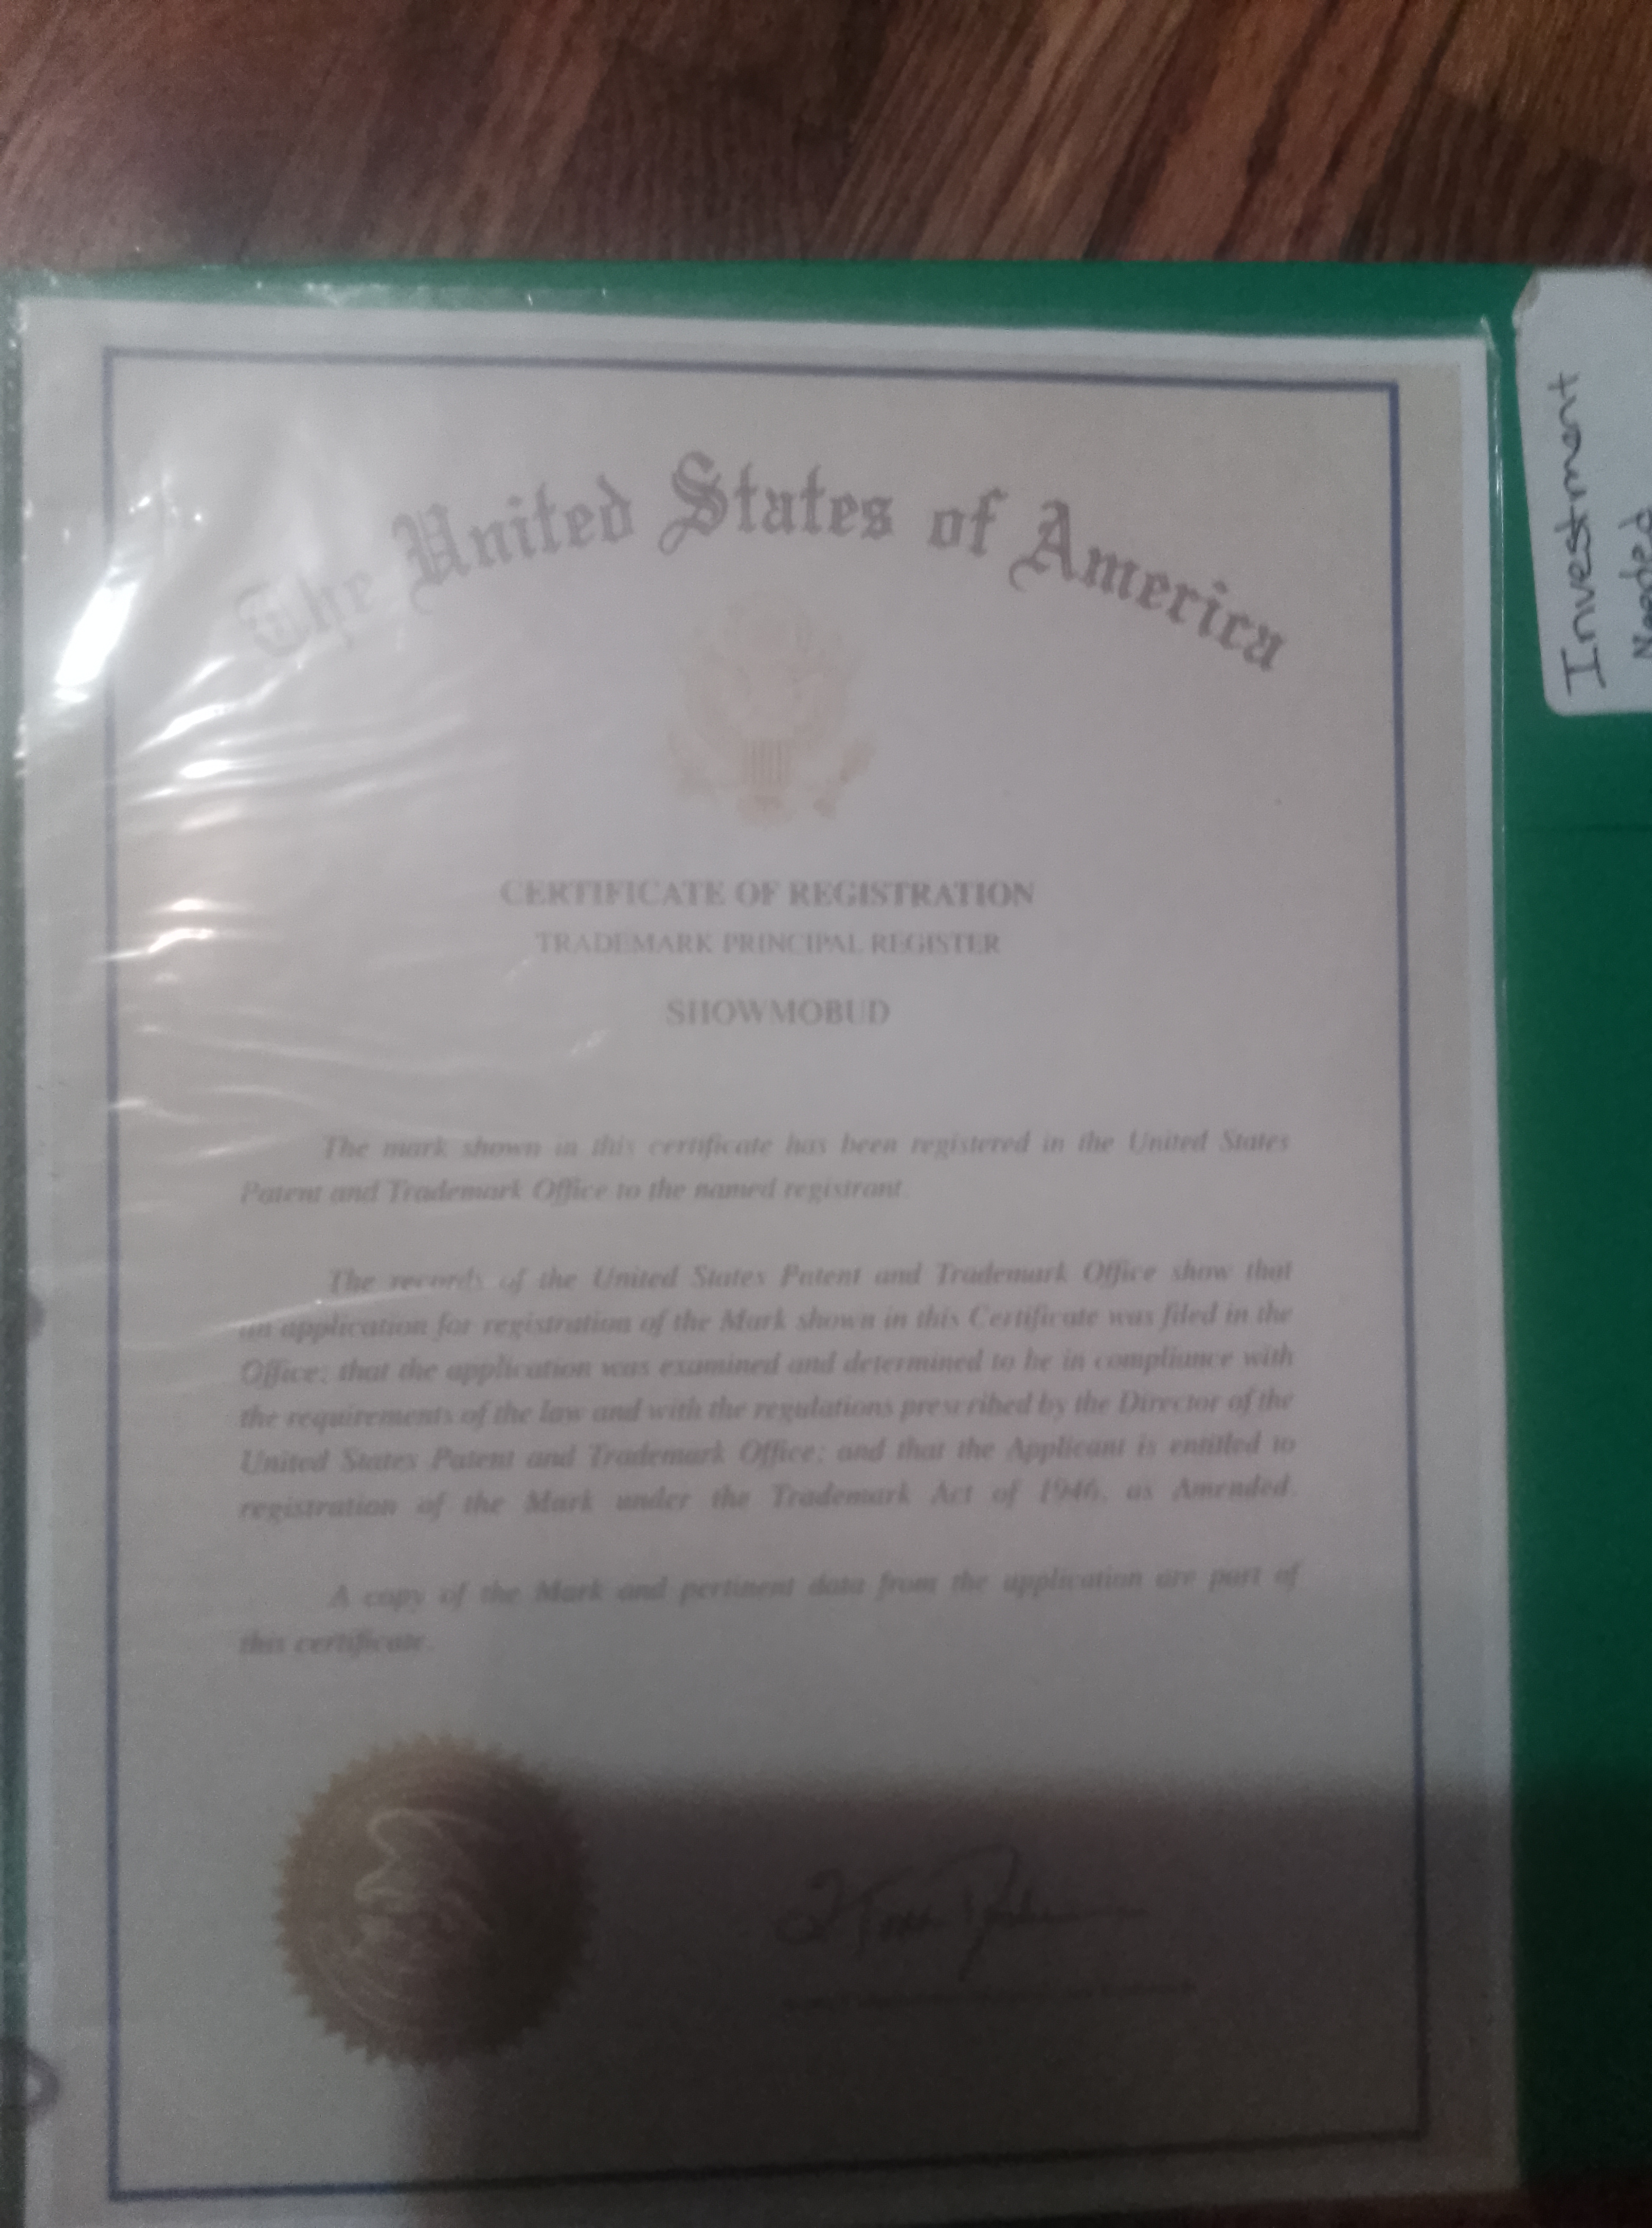 The United States of America
CERTIFICATE OF REGISTRATION
TRADEMARK PRINCIPAL REGISTER
SHOWMOBUD
The mark shown in this certificate has been registered in the United States
Patent and Trademark Office to the named registrant.
The records of the United States Patent and Trademark Office show that
an application for registration of the Mark shown in this Certificate was filed in the
Office; that the application was examined and determined to be in compliance with
the requirements of the law and with the regulations prescribed by the Director of the
United States Patent and Trademark Office; and that the Applicant is entitled to
registration of the Mark under the Trademark Act of 1946, as Amended.
A copy of the Mark and pertinent data from the application are part of
this certificate.
Investment
Needed